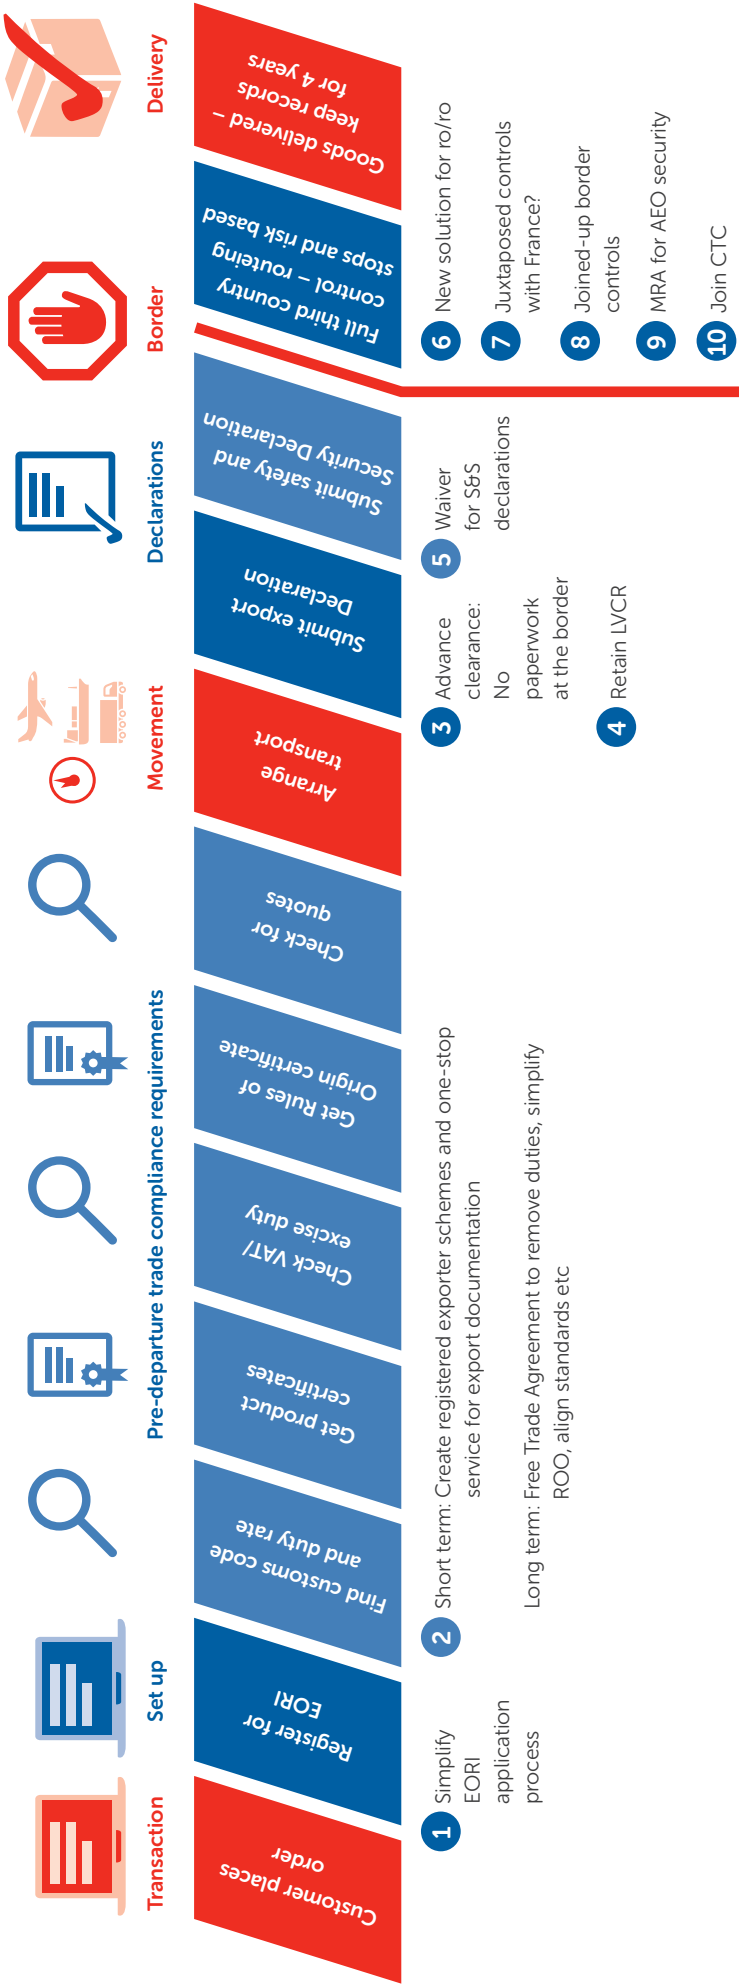 Transaction
Set up
Pre-departure trade compliance requirements
Movement
Declarations
Border
Delivery
Customer places
order
Register for
EORI
Find customs code
and duty rate
Get product
certificates
Check VAT/
excise duty
Get Rules of
Origin certificate
Check for
quotes
Arrange
transport
Submit export
Declaration
Submit safety and
Security Declaration
Full third country
control – routeing
stops and risk based
Goods delivered –
keep records
for 4 years
1 Simplify
EORI
application
process
2 Short term: Create registered exporter schemes and one-stop
service for export documentation
Long term: Free Trade Agreement to remove duties, simplify
ROO, align standards etc
3 Advance
clearance:
No
paperwork
at the border
4 Retain LVCR
5 Waiver
for S&S
declarations
6 New solution for ro/ro
7 Juxtaposed controls
with France?
8 Joined-up border
controls
9 MRA for AEO security
10 Join CTC